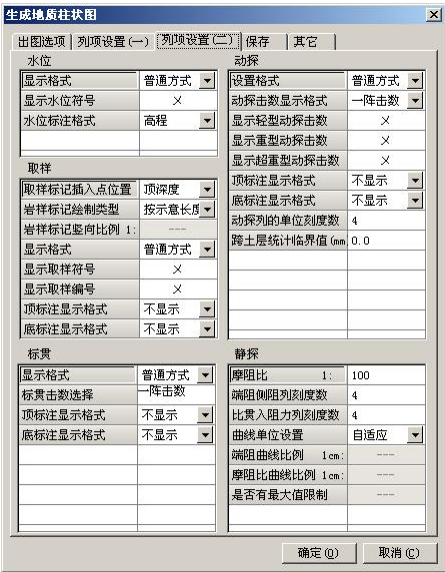 生成地质柱状图
出图选项 列项设置(一) 列项设置(二) 保存 其它
水位
显示格式 普通方式
显示水位符号 ×
水位标注格式 高程
取样
取样标记插入点位置 顶深度
岩样标记绘制类型 按示意长度
岩样标记竖向比例 1: ---
显示格式 普通方式
显示取样符号 ×
显示取样编号 ×
顶标注显示格式 不显示
底标注显示格式 不显示
标贯
显示格式 普通方式
标贯击数选择 一阵击数
顶标注显示格式 不显示
底标注显示格式 不显示
动探
设置格式 普通方式
动探击数显示格式 一阵击数
显示轻型动探击数 ×
显示重型动探击数 ×
显示超重型动探击数 ×
顶标注显示格式 不显示
底标注显示格式 不显示
动探列的单位刻度数 4
跨土层统计临界值(mm 0.0
静探
摩阻比 1: 100
端阻侧阻列刻度数 4
比贯入阻力列刻度数 4
曲线单位设置 自适应
端阻曲线比例 1cm: ---
摩阻比曲线比例 1cm: ---
是否有最大值限制 ---
确定(O) 取消(C)